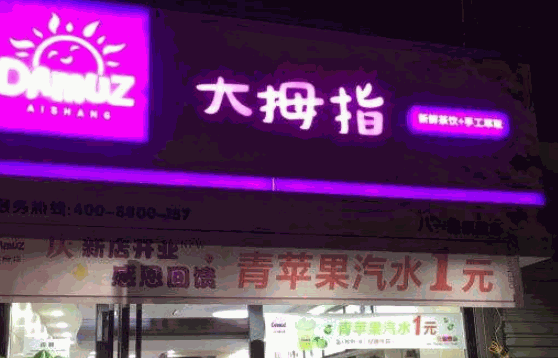 DAMUZ
AISHANG
大拇指
新鲜茶饮+手工草莓
服务热线:400-8800-257
庆 新店开业
感恩回馈
青苹果汽水1元
青苹果汽水1元